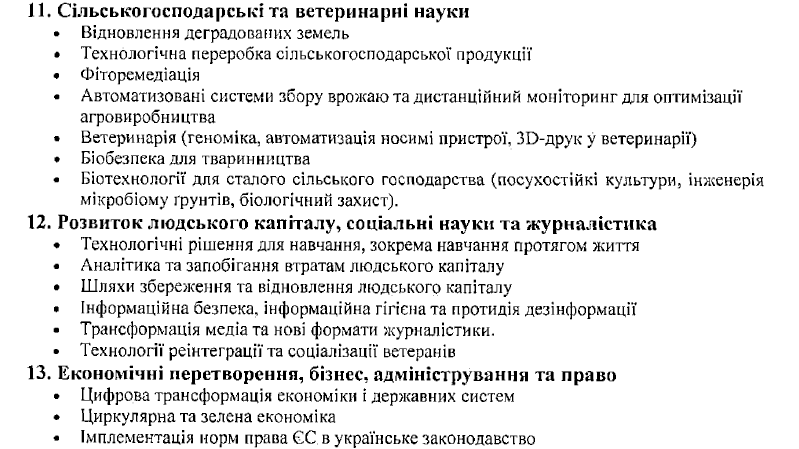 11. Сільськогосподарські та ветеринарні науки
• Відновлення деградованих земель
• Технологічна переробка сільськогосподарської продукції
• Фіторемедіація
• Автоматизовані системи збору врожаю та дистанційний моніторинг для оптимізації
агровиробництва
• Ветеринарія (геноміка, автоматизація носимі пристрої, 3D-друк у ветеринарії)
• Біобезпека для тваринництва
• Біотехнології для сталого сільського господарства (посухостійкі культури, інженерія
мікробіому ґрунтів, біологічний захист).
12. Розвиток людського капіталу, соціальні науки та журналістика
• Технологічні рішення для навчання, зокрема навчання протягом життя
• Аналітика та запобігання втратам людського капіталу
• Шляхи збереження та відновлення людського капіталу
• Інформаційна безпека, інформаційна гігієна та протидія дезінформації
• Трансформація медіа та нові формати журналістики.
• Технології реінтеграції та соціалізації ветеранів
13. Економічні перетворення, бізнес, адміністрування та право
• Цифрова трансформація економіки і державних систем
• Циркулярна та зелена економіка
• Імплементація норм права ЄС в українське законодавство